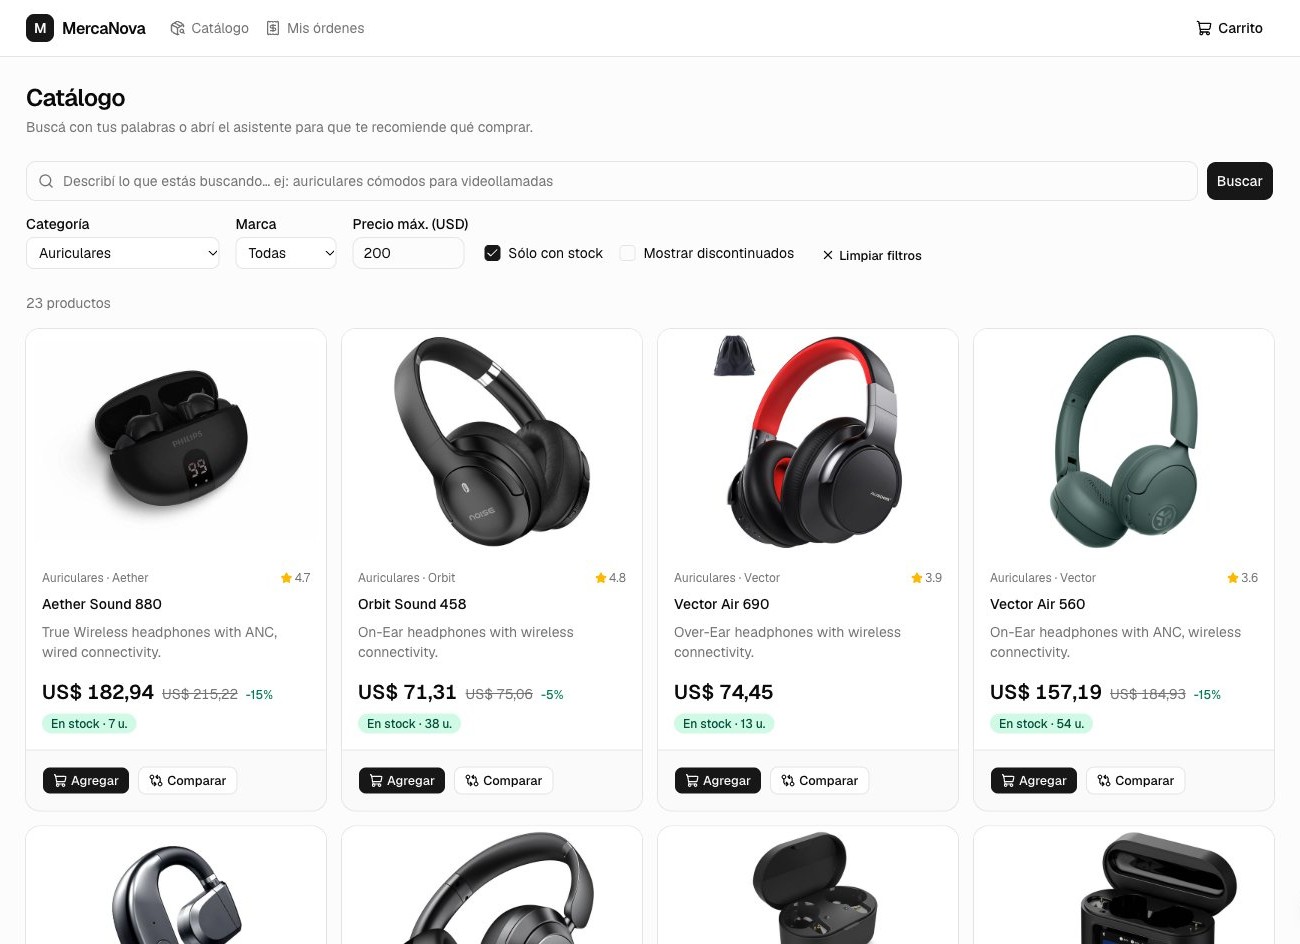 M MercaNova Catálogo Mis órdenes Carrito
Catálogo
Buscá con tus palabras o abrí el asistente para que te recomiende qué comprar.
Describí lo que estás buscando... ej: auriculares cómodos para videollamadas Buscar
Categoría Marca Precio máx. (USD)
Auriculares Todas 200 Sólo con stock Mostrar discontinuados Limpiar filtros
23 productos
PHILIPS
99
noise
Auriculares · Aether 4.7
Aether Sound 880
True Wireless headphones with ANC,
wired connectivity.
US$ 182,94 US$ 215,22 -15%
En stock · 7 u.
Agregar Comparar
Auriculares · Orbit 4.8
Orbit Sound 458
On-Ear headphones with wireless
connectivity.
US$ 71,31 US$ 75,06 -5%
En stock · 38 u.
Agregar Comparar
Auriculares · Vector 3.9
Vector Air 690
Over-Ear headphones with wireless
connectivity.
US$ 74,45
En stock · 13 u.
Agregar Comparar
Auriculares · Vector 3.6
Vector Air 560
On-Ear headphones with ANC, wireless
connectivity.
US$ 157,19 US$ 184,93 -15%
En stock · 54 u.
Agregar Comparar